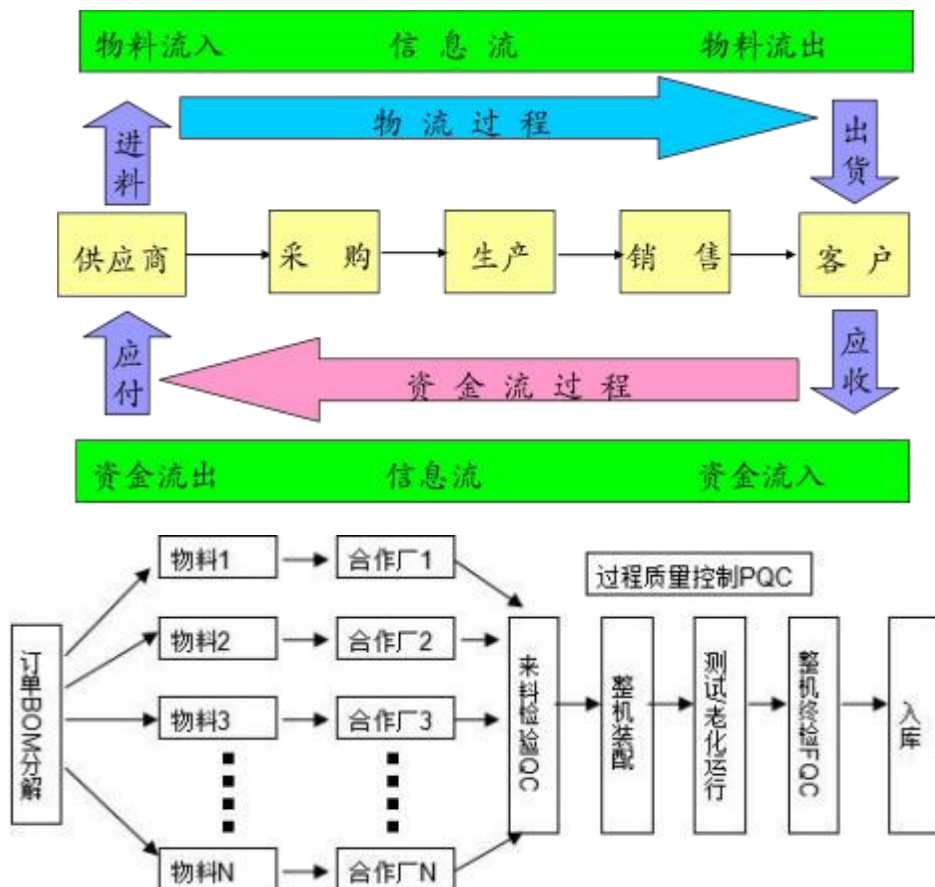 物料流入 信息流 物料流出
物流过程
进料
出货
供应商 采购 生产 销售 客户
应付
应收
资金流过程
资金流出 信息流 资金流入
物料1 合作厂1
过程质量控制PQC
物料2 合作厂2
订单BOM分解
来料检验QC
整机装配
测试/老化运行
整机终检FQC
入库
物料3 合作厂3
物料N 合作厂N